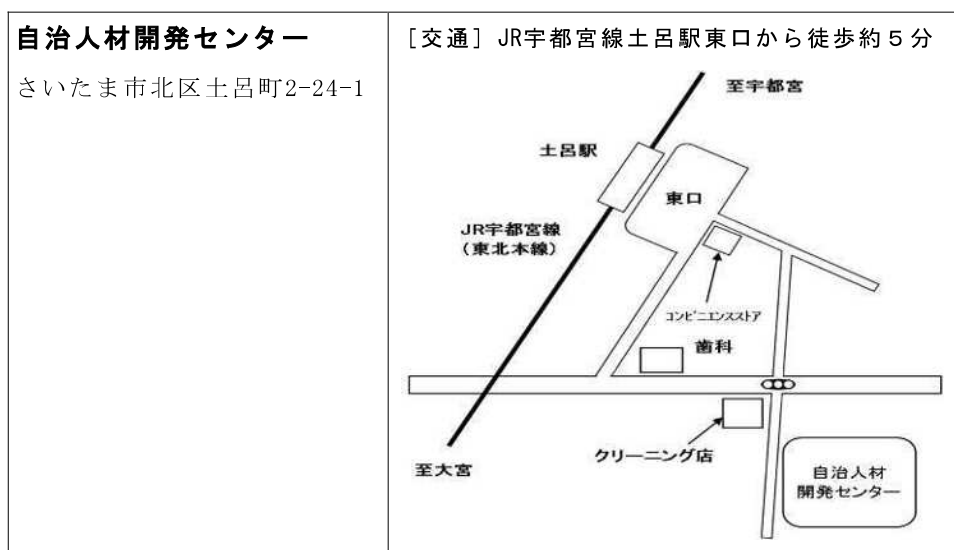 自治人材開発センター
さいたま市北区土呂町2-24-1
[交通] JR宇都宮線土呂駅東口から徒歩約５分
至宇都宮
土呂駅
東口
JR宇都宮線
（東北本線）
コンビニエンスストア
歯科
クリーニング店
至大宮
自治人材
開発センター